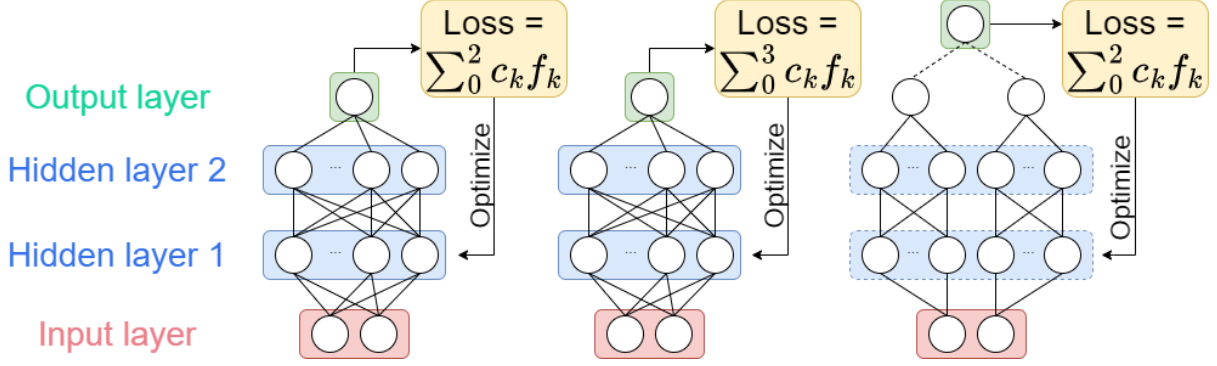 Loss =
∑₀² cₖfₖ
Loss =
∑₀³ cₖfₖ
Loss =
∑₀² cₖfₖ
Output layer
Hidden layer 2
Hidden layer 1
Input layer
...
...
...
...
...
...
...
...
Optimize
Optimize
Optimize